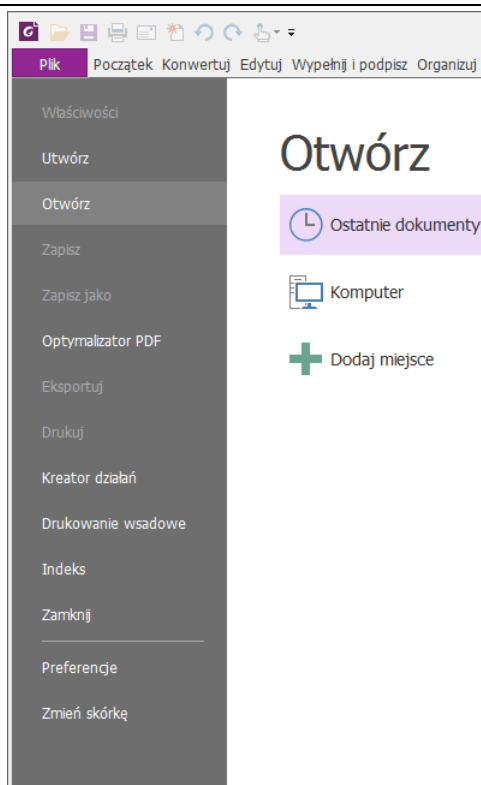 Plik Początek Konwertuj Edytuj Wypełnij i podpisz Organizuj
Właściwości
Utwórz
Otwórz
Zapisz
Zapisz jako
Optymalizator PDF
Eksportuj
Drukuj
Kreator działań
Drukowanie wsadowe
Indeks
Zamknij
Preferencje
Zmień skórkę
Otwórz
Ostatnie dokumenty
Komputer
Dodaj miejsce